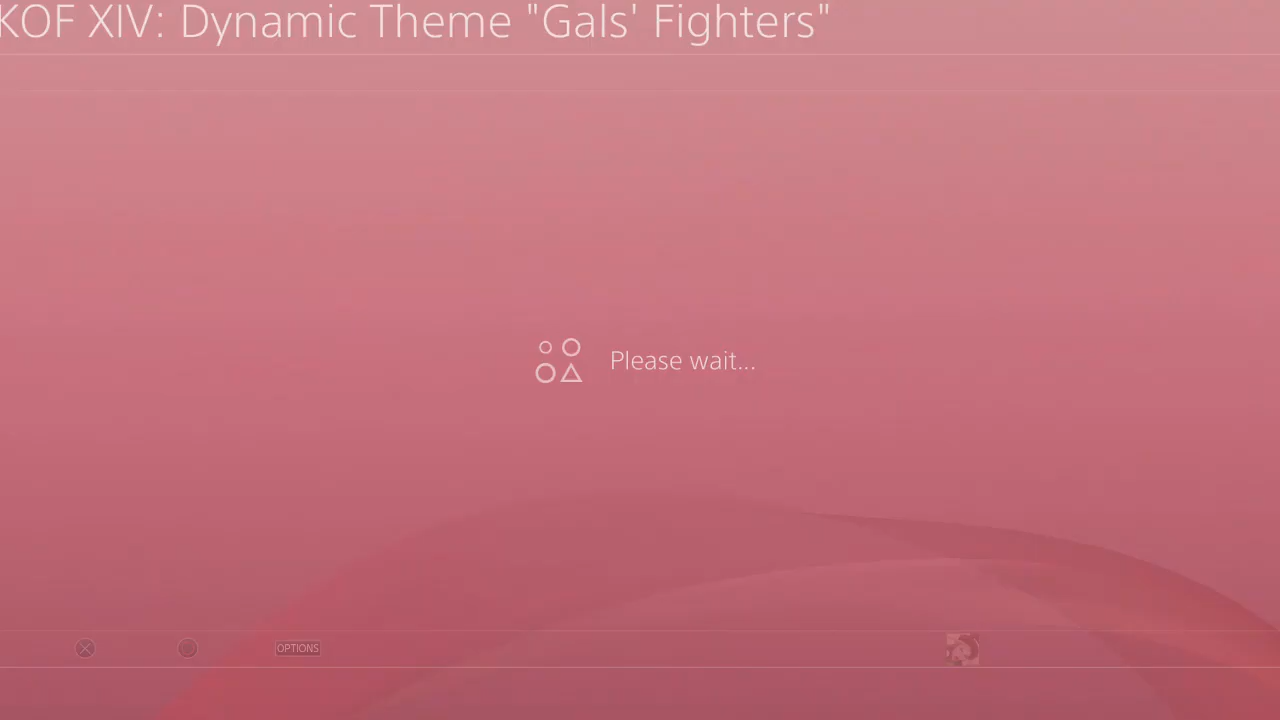 KOF XIV: Dynamic Theme "Gals' Fighters"
Please wait...
OPTIONS